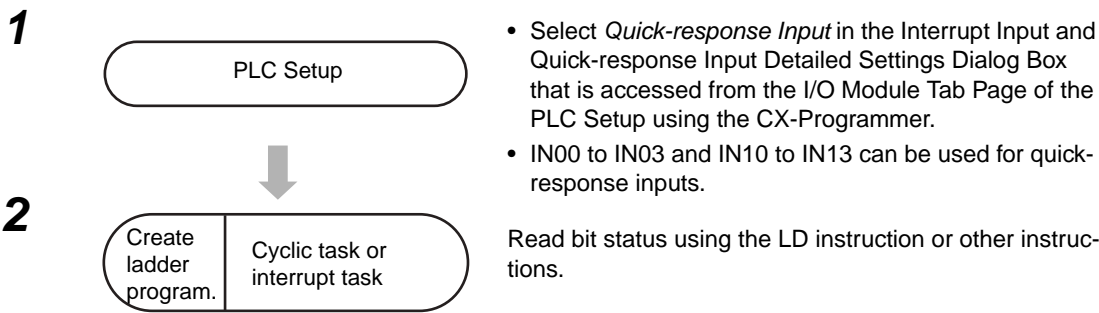 1
PLC Setup
• Select Quick-response Input in the Interrupt Input and
Quick-response Input Detailed Settings Dialog Box
that is accessed from the I/O Module Tab Page of the
PLC Setup using the CX-Programmer.
• IN00 to IN03 and IN10 to IN13 can be used for quick-
response inputs.
2
Create
ladder
program.
Cyclic task or
interrupt task
Read bit status using the LD instruction or other instruc-
tions.